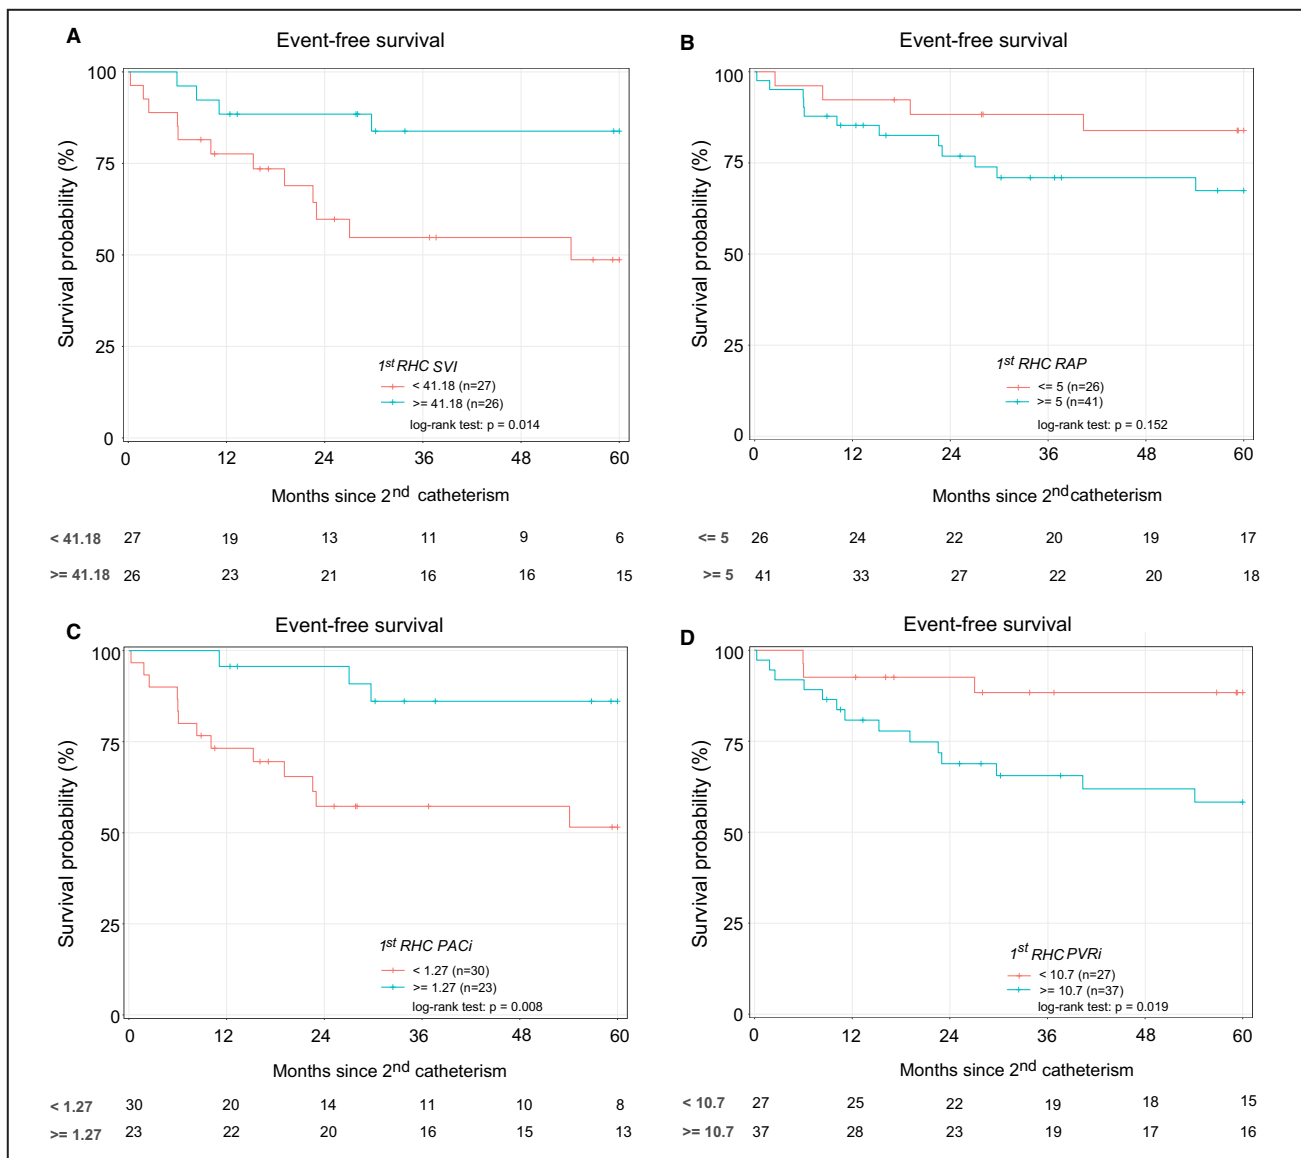 A
Event-free survival
Survival probability (%)
100
75
50
25
0
1st RHC SVI
< 41.18 (n=27)
>= 41.18 (n=26)
log-rank test: p = 0.014
0 12 24 36 48 60
Months since 2nd catheterism
< 41.18 27 19 13 11 9 6
>= 41.18 26 23 21 16 16 15
B
Event-free survival
Survival probability (%)
100
75
50
25
0
1st RHC RAP
<= 5 (n=26)
>= 5 (n=41)
log-rank test: p = 0.152
0 12 24 36 48 60
Months since 2nd catheterism
<= 5 26 24 22 20 19 17
>= 5 41 33 27 22 20 18
C
Event-free survival
Survival probability (%)
100
75
50
25
0
1st RHC PACi
< 1.27 (n=30)
>= 1.27 (n=23)
log-rank test: p = 0.008
0 12 24 36 48 60
Months since 2nd catheterism
< 1.27 30 20 14 11 10 8
>= 1.27 23 22 20 16 15 13
D
Event-free survival
Survival probability (%)
100
75
50
25
0
1st RHC PVRi
< 10.7 (n=27)
>= 10.7 (n=37)
log-rank test: p = 0.019
0 12 24 36 48 60
Months since 2nd catheterism
< 10.7 27 25 22 19 18 15
>= 10.7 37 28 23 19 17 16